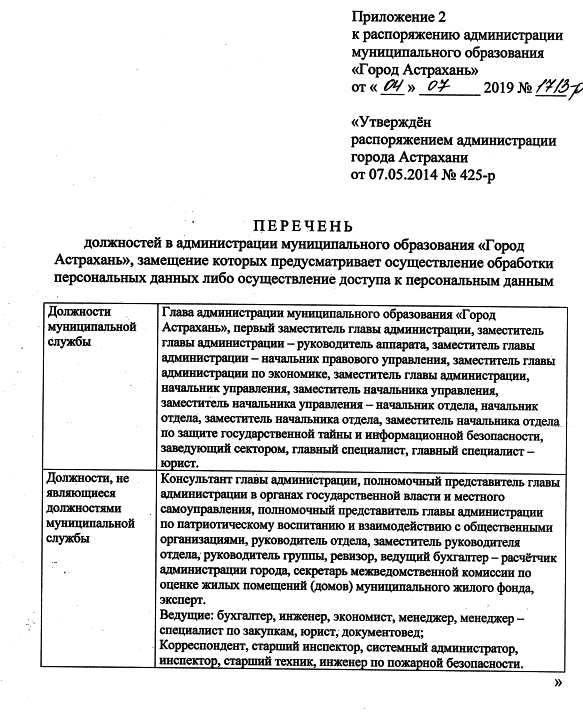 Приложение 2
к распоряжению администрации
муниципального образования
«Город Астрахань»
от « 04 » 07 2019 № 1713-р
«Утверждён
распоряжением администрации
города Астрахани
от 07.05.2014 № 425-р
ПЕРЕЧЕНЬ
должностей в администрации муниципального образования «Город
Астрахань», замещение которых предусматривает осуществление обработки
персональных данных либо осуществление доступа к персональным данным
Должности
муниципальной
службы
Глава администрации муниципального образования «Город
Астрахань», первый заместитель главы администрации, заместитель
главы администрации – руководитель аппарата, заместитель главы
администрации – начальник правового управления, заместитель главы
администрации по экономике, заместитель главы администрации,
начальник управления, заместитель начальника управления,
заместитель начальника управления – начальник отдела, начальник
отдела, заместитель начальника отдела, заместитель начальника отдела
по защите государственной тайны и информационной безопасности,
заведующий сектором, главный специалист, главный специалист –
юрист.
Должности, не
являющиеся
должностями
муниципальной
службы
Консультант главы администрации, полномочный представитель главы
администрации в органах государственной власти и местного
самоуправления, полномочный представитель главы администрации
по патриотическому воспитанию и взаимодействию с общественными
организациями, руководитель отдела, заместитель руководителя
отдела, руководитель группы, ревизор, ведущий бухгалтер – расчётчик
администрации города, секретарь межведомственной комиссии по
оценке жилых помещений (домов) муниципального жилого фонда,
эксперт.
Ведущие: бухгалтер, инженер, экономист, менеджер, менеджер –
специалист по закупкам, юрист, документовед;
Корреспондент, старший инспектор, системный администратор,
инспектор, старший техник, инженер по пожарной безопасности.
»